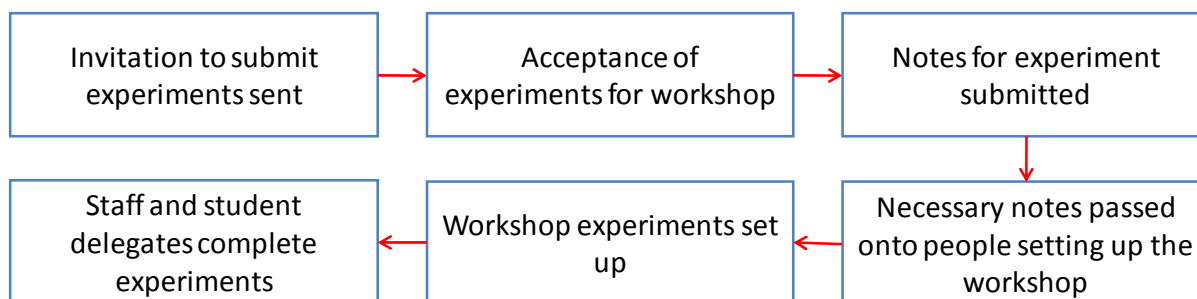 Invitation to submit
experiments sent
Acceptance of
experiments for workshop
Notes for experiment
submitted
Necessary notes passed
onto people setting up the
workshop
Workshop experiments set
up
Staff and student
delegates complete
experiments